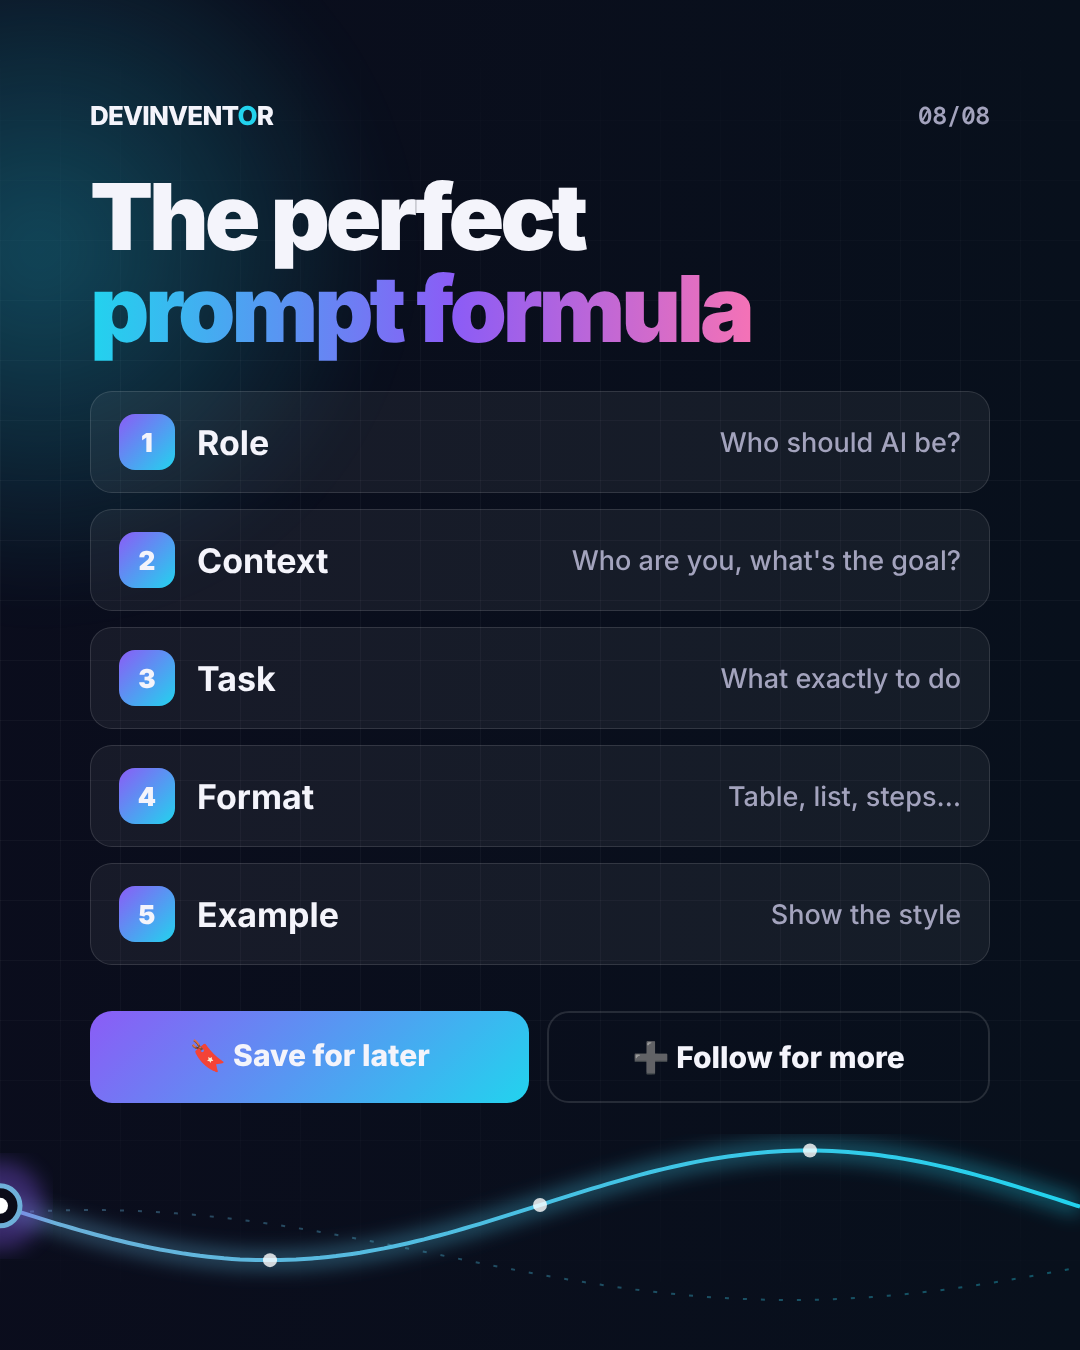 DEVINVENTOR
08/08
The perfect
prompt formula
1 Role Who should AI be?
2 Context Who are you, what's the goal?
3 Task What exactly to do
4 Format Table, list, steps...
5 Example Show the style
🔖 Save for later
➕ Follow for more